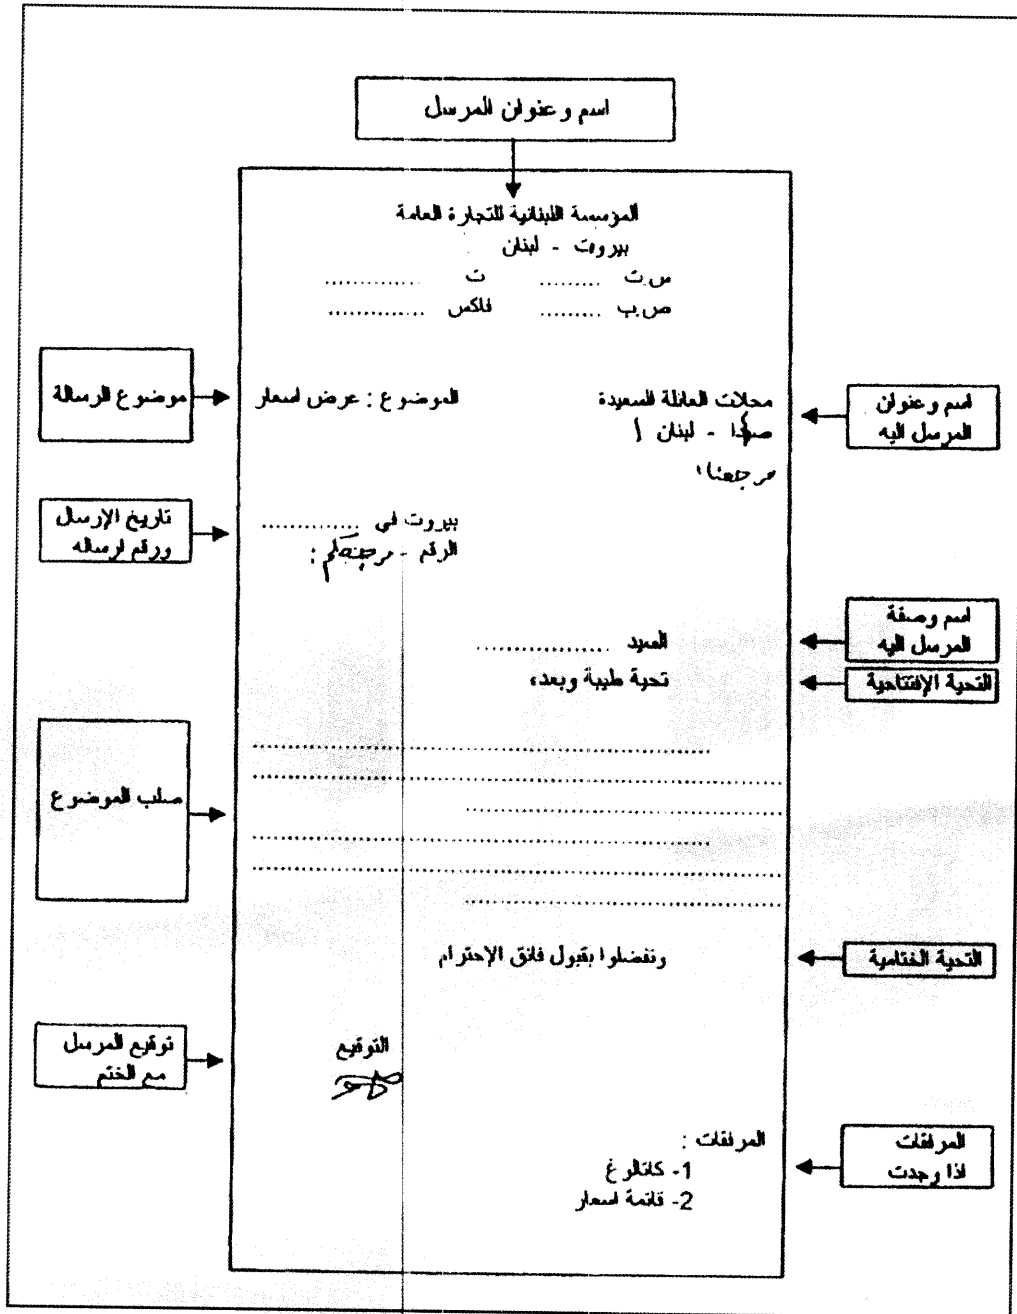 اسم وعنوان المرسل
المؤسسة اللبنانية للتجارة العامة
بيروت - لبنان
س.ت ......... ت ..............
ص.ب ......... فاكس ..............
اسم وعنوان
المرسل اليه
محلات العائلة السعيدة
صيدا - لبنان
مرجعنا:
الموضوع : عرض اسعار
موضوع الرسالة
بيروت في ..............
الرقم - مرجعكم :
تاريخ الإرسال
ورقم ارساله
اسم وصفة
المرسل اليه
السيد ....................
التحية الإفتتاحية
تحية طيبة وبعد،
صلب الموضوع
التحية الختامية
وتفضلوا بقبول فائق الإحترام
التوقيع
توقيع المرسل
مع الختم
المرفقات
اذا وجدت
المرفقات :
1- كاتالوغ
2- قائمة اسعار